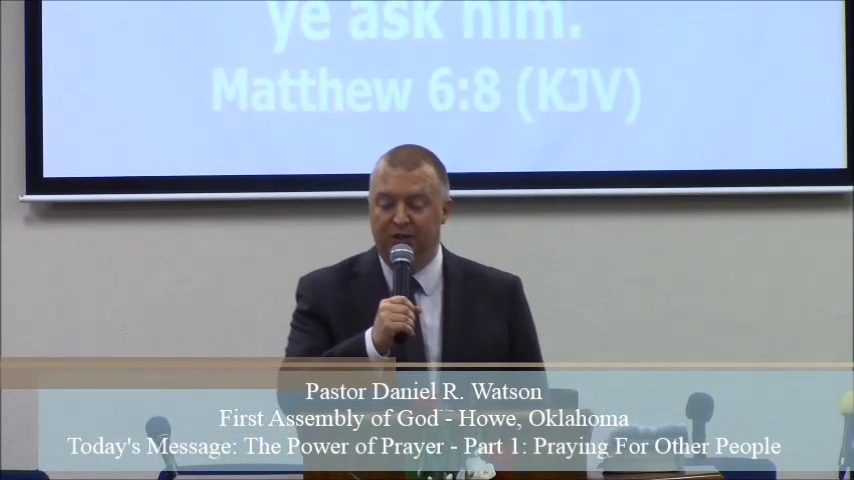 ye ask him.
Matthew 6:8 (KJV)
Pastor Daniel R. Watson
First Assembly of God - Howe, Oklahoma
Today's Message: The Power of Prayer - Part 1: Praying For Other People